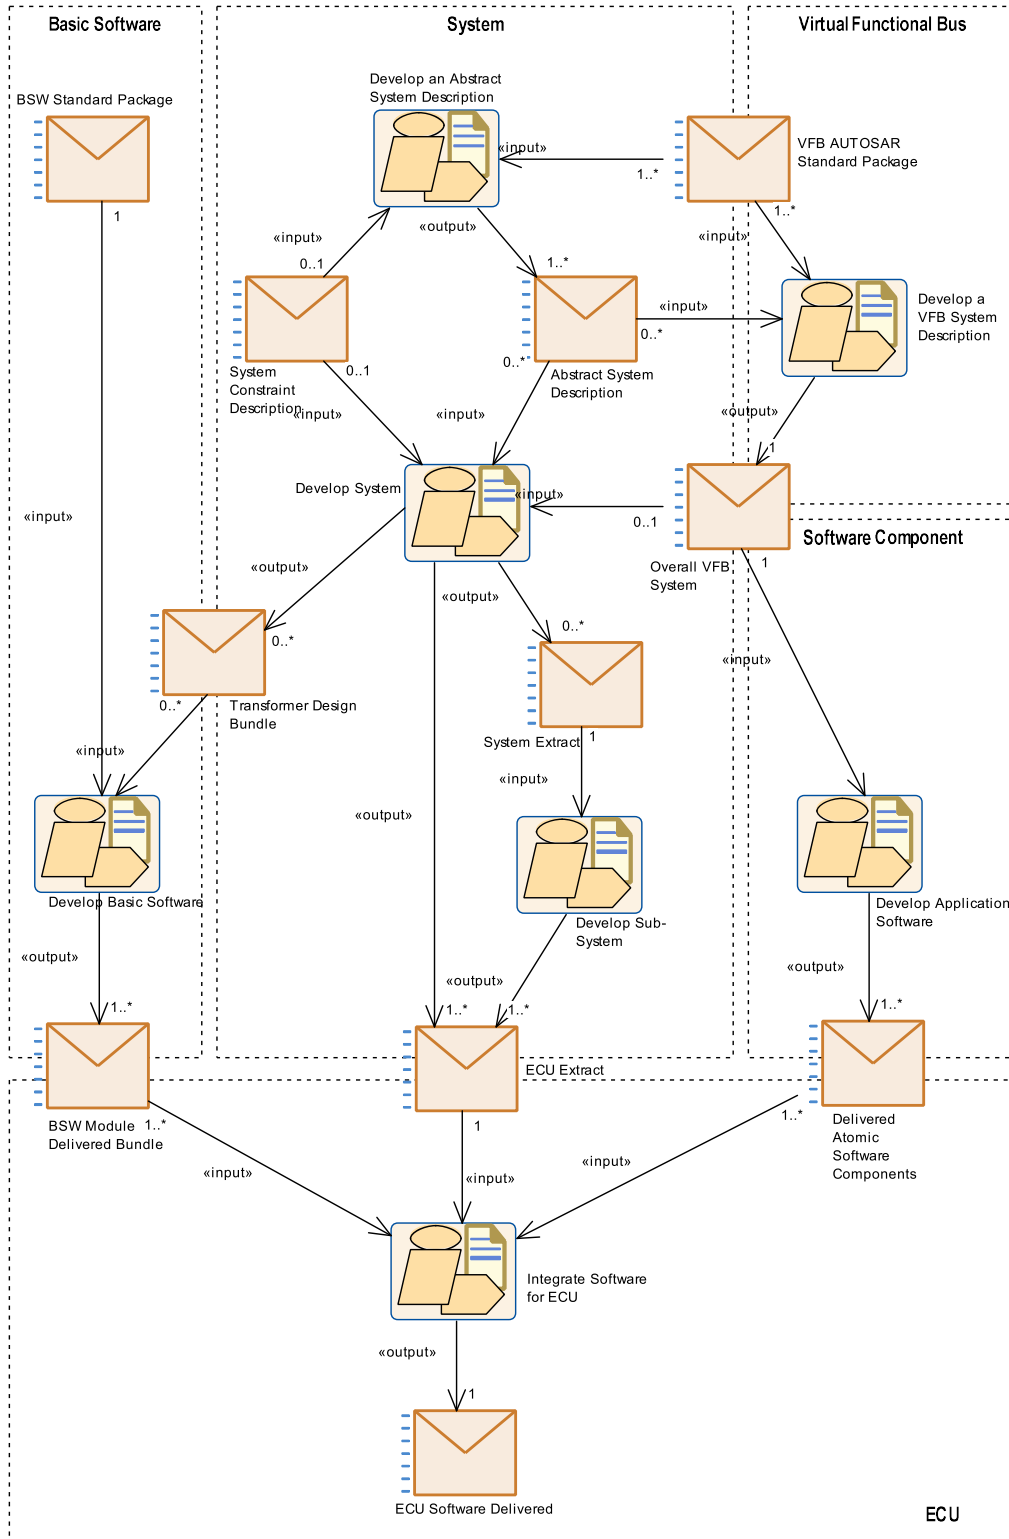 Basic Software
System
Virtual Functional Bus
Develop an Abstract
System Description
BSW Standard Package
VFB AUTOSAR
Standard Package
«input»
1..*
1
1..*
«input»
«output»
«input»
0..1
1..*
«input»
0..*
Develop a
VFB System
Description
System
Constraint
Description
0..1
0..*
Abstract System
Description
«input»
«input»
«output»
1
Develop System
«input»
0..1
«input»
Software Component
Overall VFB
System
1
«output»
«output»
0..*
0..*
«input»
0..*
Transformer Design
Bundle
System Extract
1
«input»
«input»
«output»
Develop Basic Software
Develop Application
Software
Develop Sub-
System
«output»
«output»
«output»
1..*
1..*
1..*
1..*
ECU Extract
BSW Module
Delivered Bundle
1..*
1
1..*
Delivered
Atomic
Software
Components
«input»
«input»
«input»
Integrate Software
for ECU
«output»
1
ECU Software Delivered
ECU